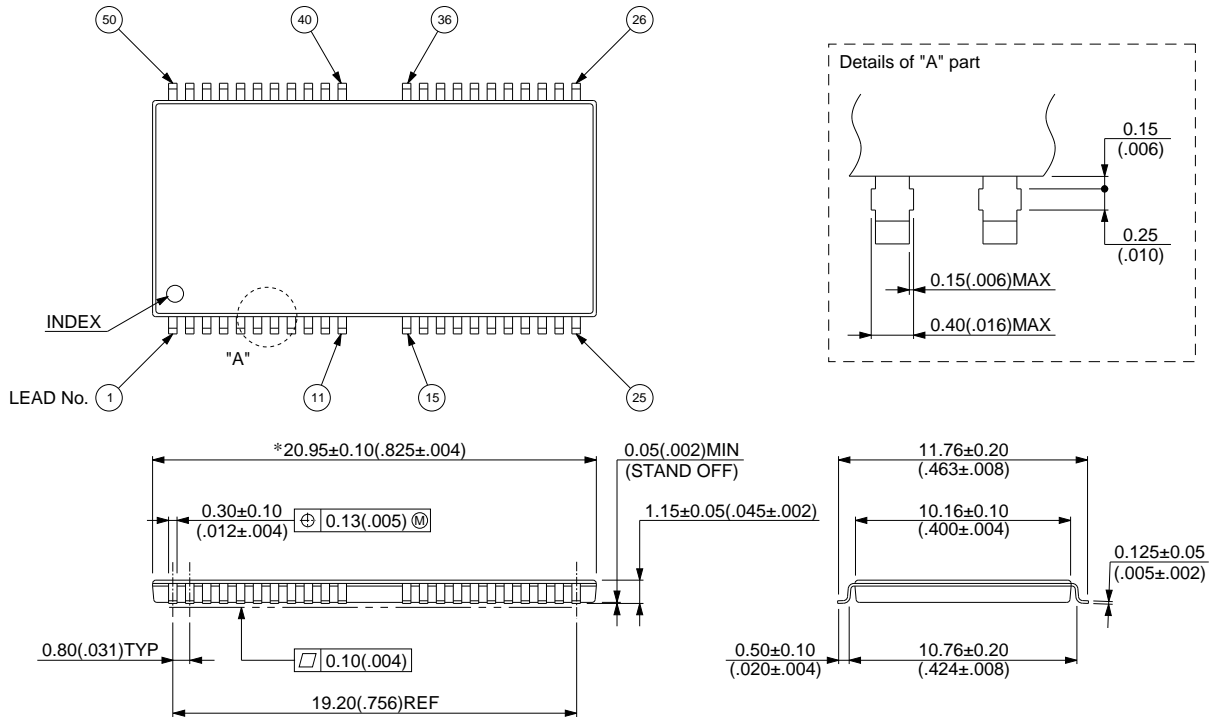 50
40
36
26
Details of "A" part
0.15
(.006)
0.25
(.010)
0.15(.006)MAX
0.40(.016)MAX
INDEX
"A"
LEAD No.
1
11
15
25
*20.95±0.10(.825±.004)
0.05(.002)MIN
(STAND OFF)
11.76±0.20
(.463±.008)
0.30±0.10
(.012±.004)
⌖ 0.13(.005) Ⓜ
1.15±0.05(.045±.002)
10.16±0.10
(.400±.004)
0.125±0.05
(.005±.002)
0.80(.031)TYP
▱ 0.10(.004)
0.50±0.10
(.020±.004)
10.76±0.20
(.424±.008)
19.20(.756)REF